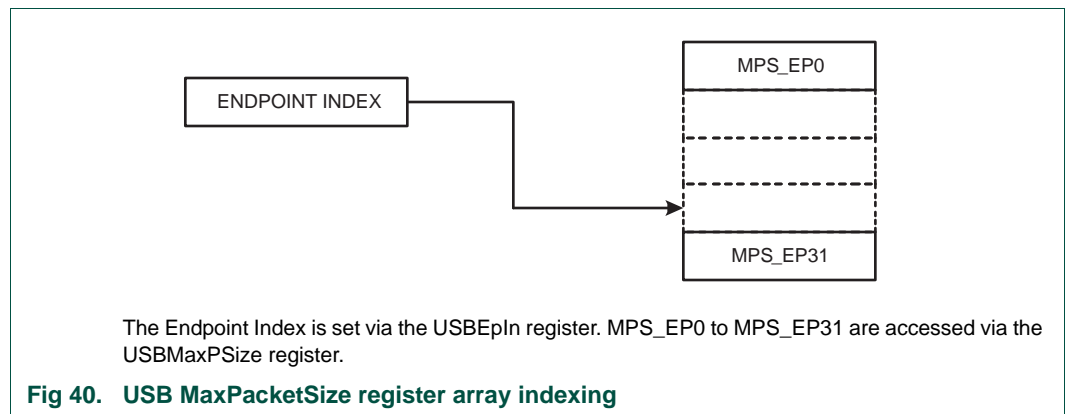 MPS_EP0
ENDPOINT INDEX
MPS_EP31
The Endpoint Index is set via the USBEpIn register. MPS_EP0 to MPS_EP31 are accessed via the
USBMaxPSize register.
Fig 40. USB MaxPacketSize register array indexing